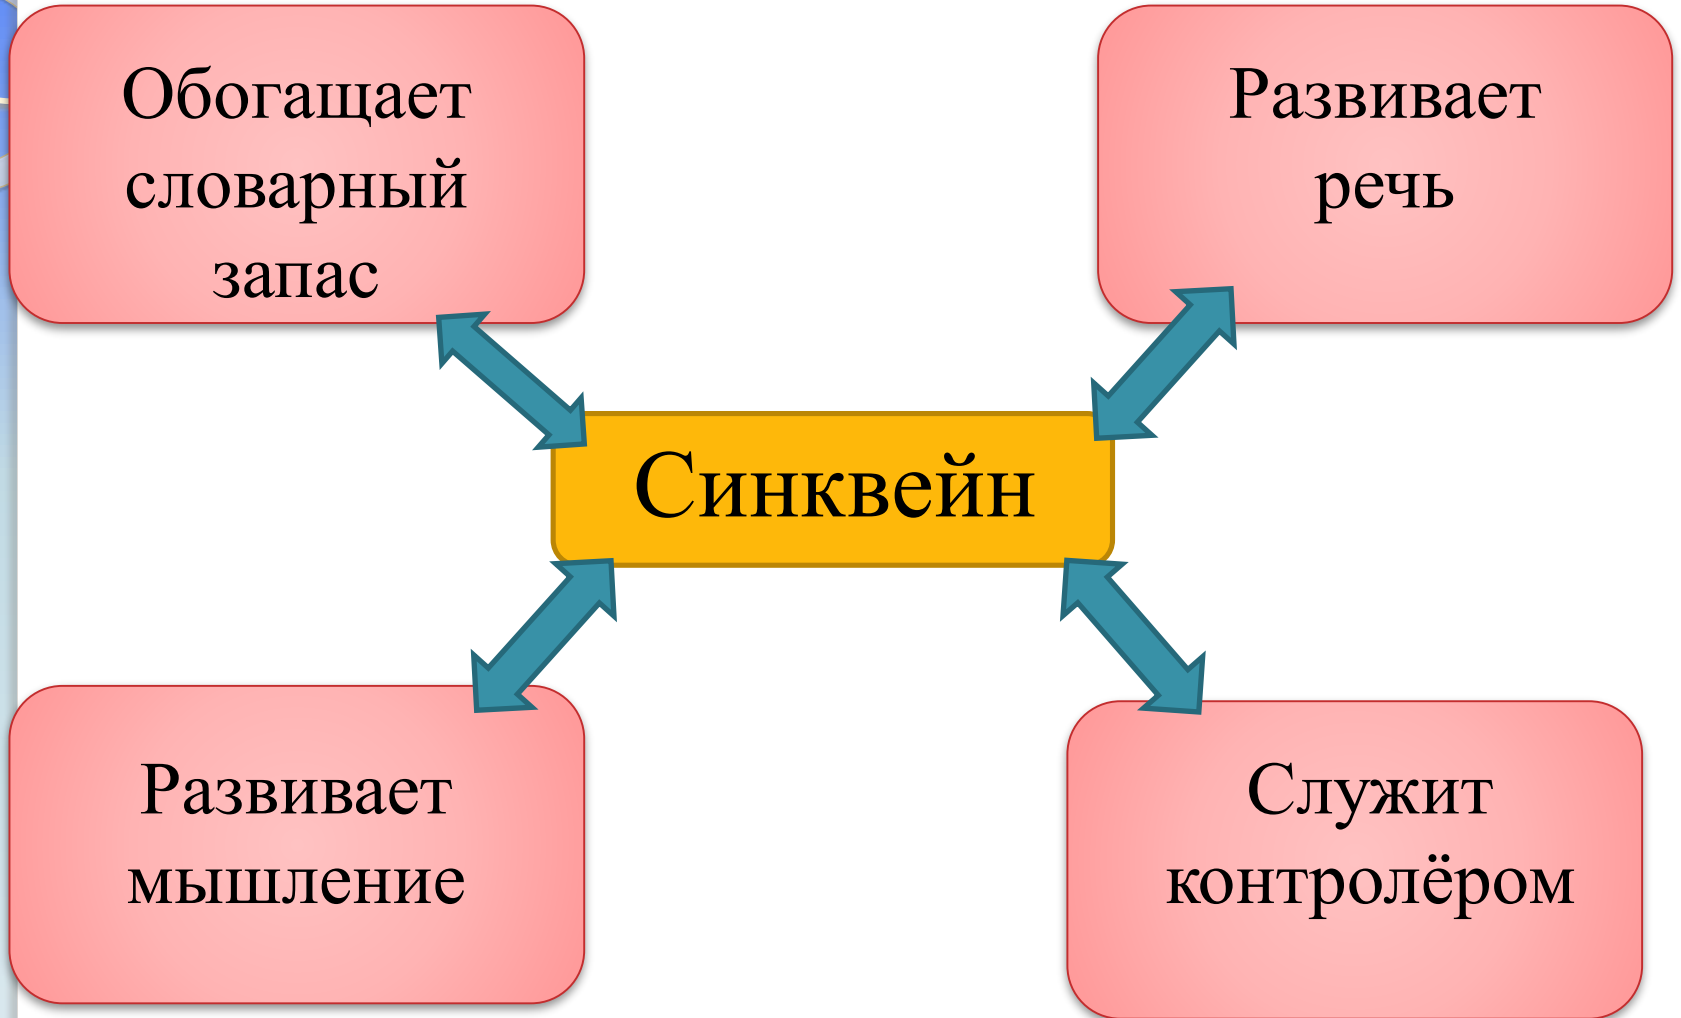 Обогащает
словарный
запас
Развивает
речь
Синквейн
Развивает
мышление
Служит
контролёром